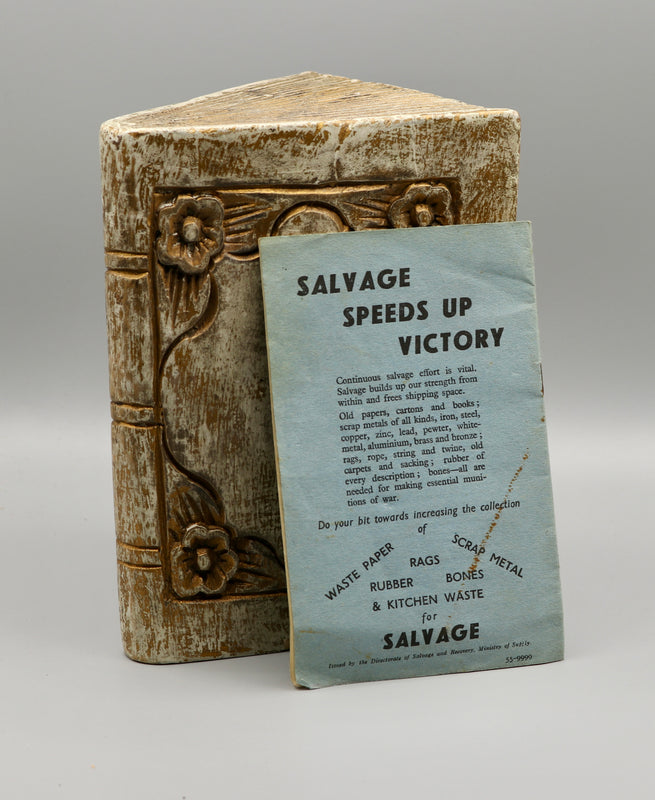 SALVAGE
SPEEDS UP
VICTORY
Continuous salvage effort is vital.
Salvage builds up our strength from
within and frees shipping space.
Old papers, cartons and books;
scrap metals of all kinds, iron, steel,
copper, zinc, lead, pewter, white-
metal, aluminium, brass and bronze;
rags, rope, string and twine, old
carpets and sacking; rubber of
every description; bones—all are
needed for making essential muni-
tions of war.
Do your bit towards increasing the collection
of
WASTE PAPER RAGS SCRAP METAL
RUBBER BONES
& KITCHEN WASTE
for
SALVAGE
Issued by the Directorate of Salvage and Recovery, Ministry of Supply.
55-9999